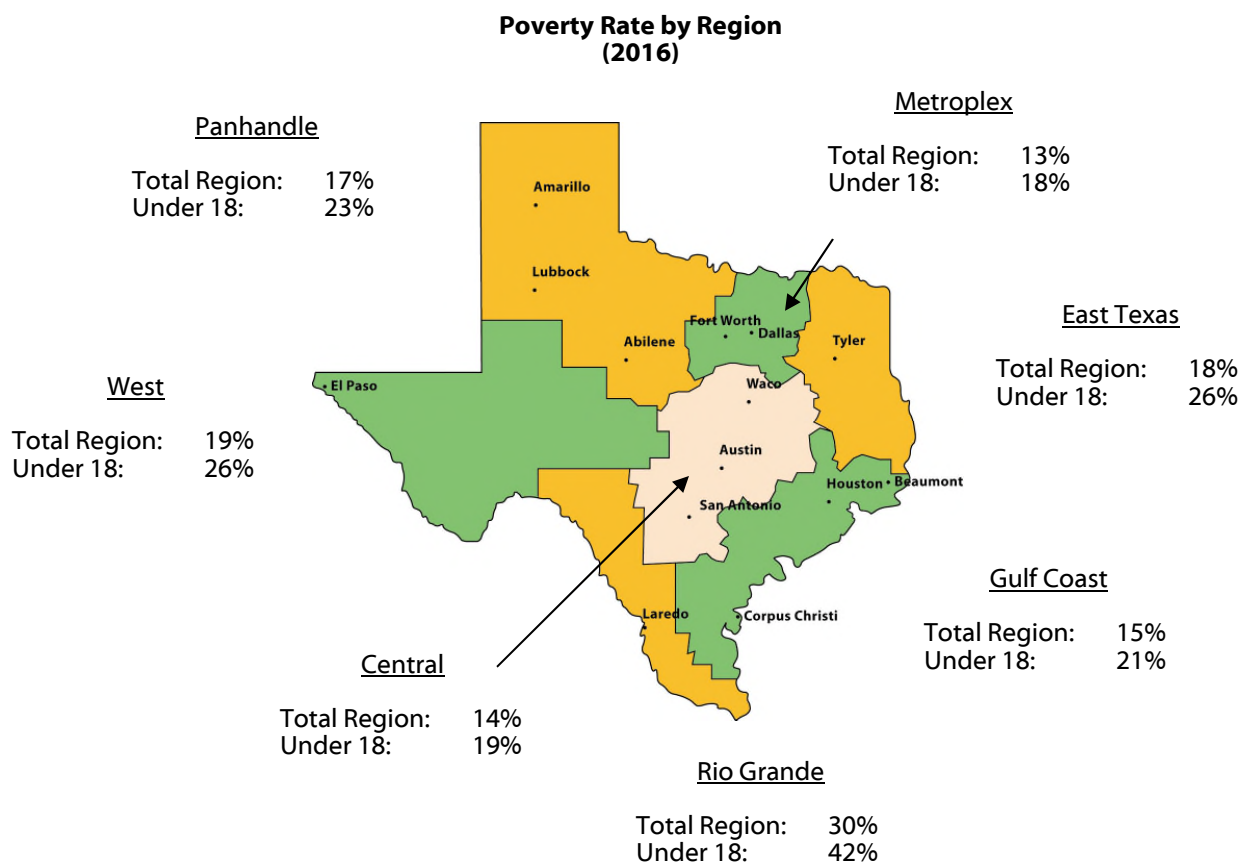 Poverty Rate by Region
(2016)
Metroplex
Total Region: 13%
Under 18: 18%
Panhandle
Total Region: 17%
Under 18: 23%
Amarillo
Lubbock
Abilene
Fort Worth
Dallas
Tyler
East Texas
Total Region: 18%
Under 18: 26%
West
Total Region: 19%
Under 18: 26%
El Paso
Waco
Austin
San Antonio
Houston
Beaumont
Gulf Coast
Total Region: 15%
Under 18: 21%
Laredo
Corpus Christi
Central
Total Region: 14%
Under 18: 19%
Rio Grande
Total Region: 30%
Under 18: 42%